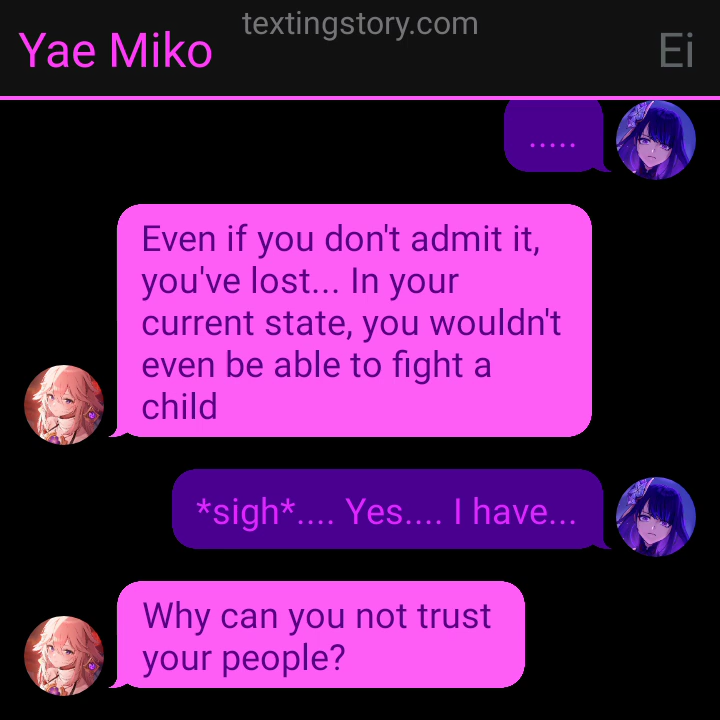 textingstory.com
Yae Miko
Ei
.....
Even if you don't admit it,
you've lost... In your
current state, you wouldn't
even be able to fight a
child
*sigh*.... Yes.... I have...
Why can you not trust
your people?